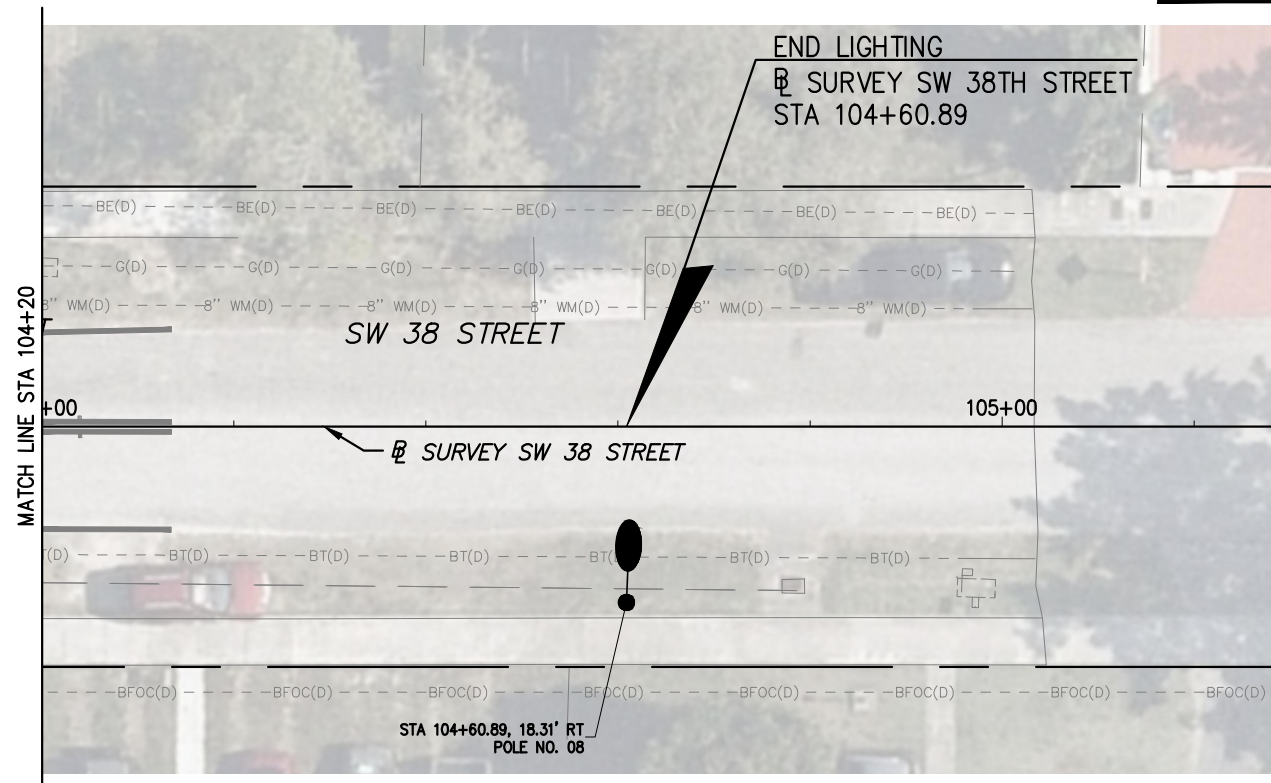 END LIGHTING
℄ SURVEY SW 38TH STREET
STA 104+60.89
BE(D) BE(D) BE(D) BE(D) BE(D) BE(D) BE(D)
G(D) G(D) G(D) G(D) G(D) G(D) G(D)
8" WM(D) 8" WM(D) 8" WM(D) 8" WM(D) 8" WM(D) 8" WM(D)
SW 38 STREET
MATCH LINE STA 104+20
+00
105+00
℄ SURVEY SW 38 STREET
T(D) BT(D) BT(D) BT(D) BT( BT(D) BT(D)
BFOC(D) BFOC(D) BFOC(D) BFOC(D) BFOC(D) BFOC(D) BFOC(D) BFOC(D)
STA 104+60.89, 18.31' RT
POLE NO. 08